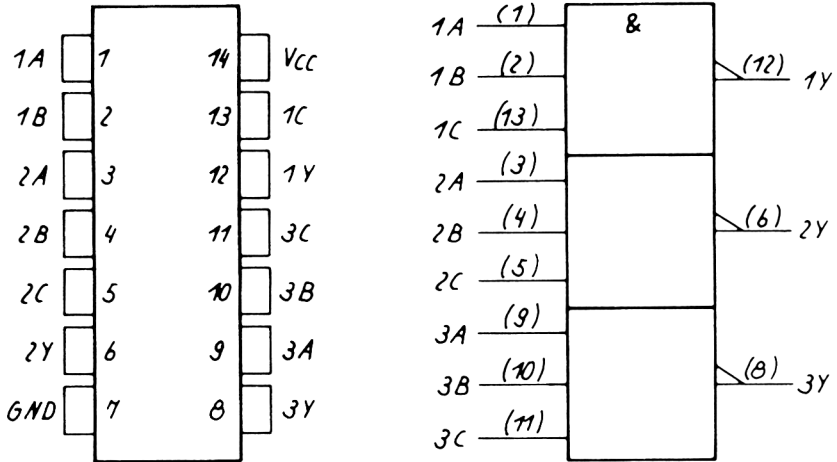 1A 1 14 VCC
1B 2 13 1C
2A 3 12 1Y
2B 4 11 3C
2C 5 10 3B
2Y 6 9 3A
GND 7 8 3Y
&
1A (1)
1B (2) (12) 1Y
1C (13)
2A (3)
2B (4) (6) 2Y
2C (5)
3A (9)
3B (10) (8) 3Y
3C (11)